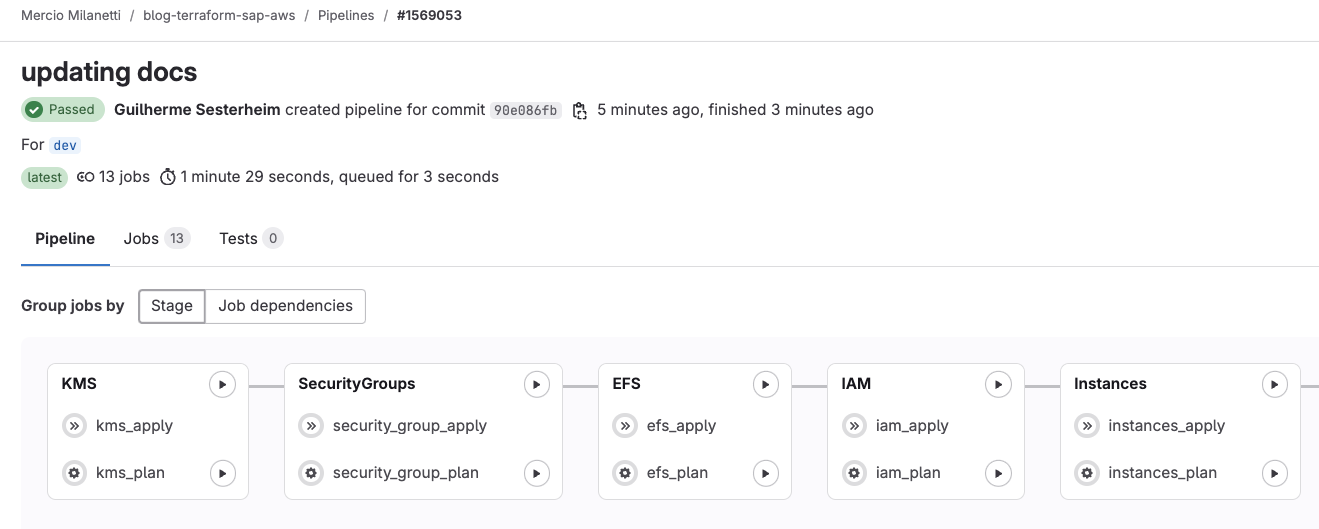 Mercio Milanetti / blog-terraform-sap-aws / Pipelines / #1569053
updating docs
Passed Guilherme Sesterheim created pipeline for commit 90e086fb 5 minutes ago, finished 3 minutes ago
For dev
latest 13 jobs 1 minute 29 seconds, queued for 3 seconds
Pipeline Jobs 13 Tests 0
Group jobs by Stage Job dependencies
KMS SecurityGroups EFS IAM Instances
kms_apply security_group_apply efs_apply iam_apply instances_apply
kms_plan security_group_plan efs_plan iam_plan instances_plan